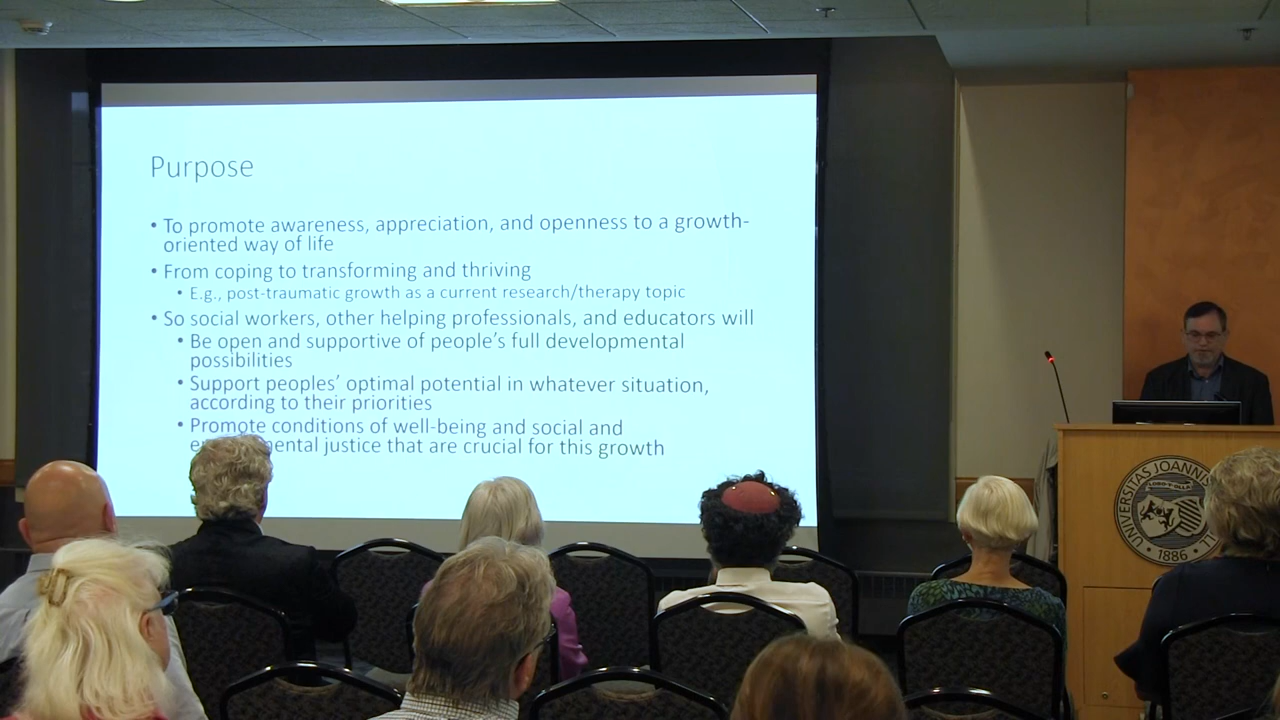 Purpose
• To promote awareness, appreciation, and openness to a growth-
oriented way of life
• From coping to transforming and thriving
• E.g., post-traumatic growth as a current research/therapy topic
• So social workers, other helping professionals, and educators will
• Be open and supportive of people's full developmental
possibilities
• Support peoples' optimal potential in whatever situation,
according to their priorities
• Promote conditions of well-being and social and
justice that are crucial for this growth
UNIVERSITAS JOANNIS
1886